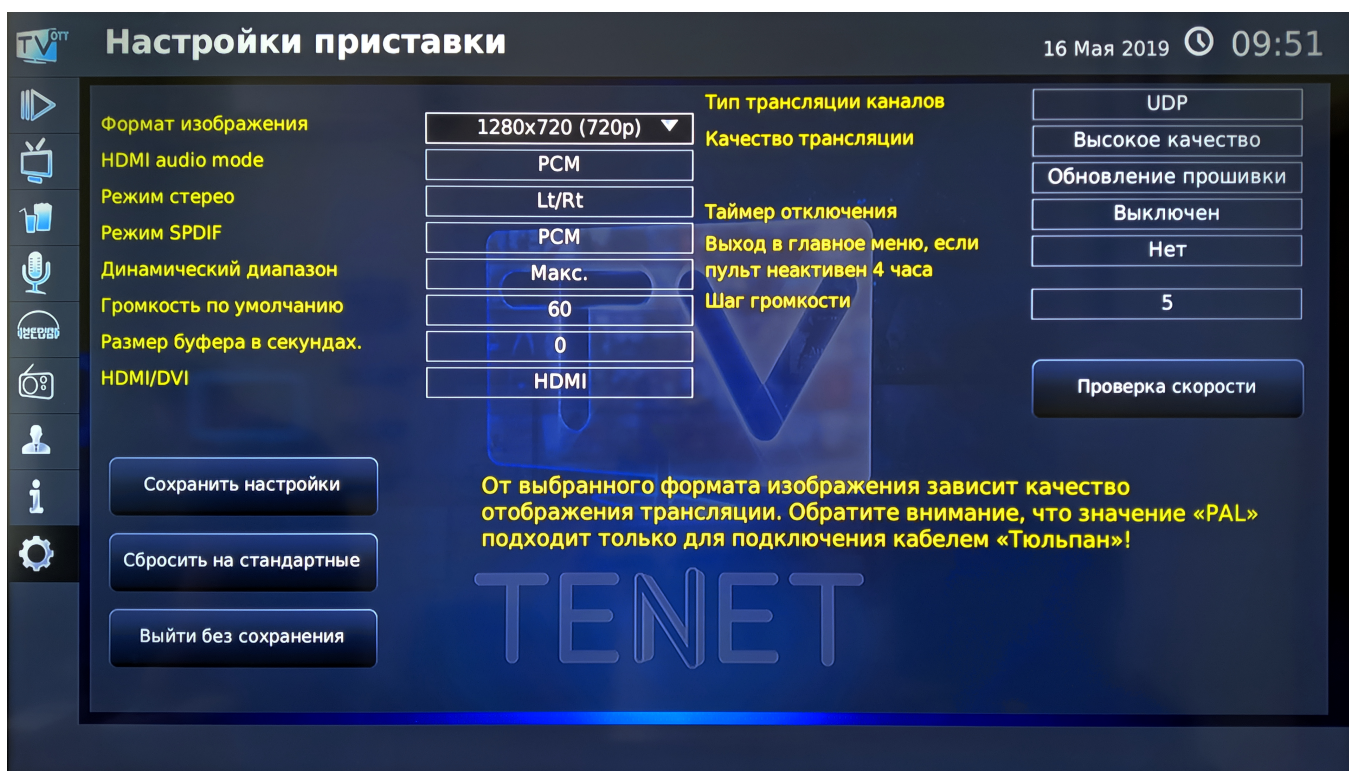 TV OTT
Настройки приставки
16 Мая 2019
09:51
Формат изображения
1280x720 (720p)
HDMI audio mode
PCM
Режим стерео
Lt/Rt
Режим SPDIF
PCM
Динамический диапазон
Макс.
Громкость по умолчанию
60
Размер буфера в секундах.
0
HDMI/DVI
HDMI
Тип трансляции каналов
UDP
Качество трансляции
Высокое качество
Обновление прошивки
Таймер отключения
Выключен
Выход в главное меню, если
пульт неактивен 4 часа
Нет
Шаг громкости
5
Проверка скорости
Сохранить настройки
Сбросить на стандартные
Выйти без сохранения
От выбранного формата изображения зависит качество
отображения трансляции. Обратите внимание, что значение «PAL»
подходит только для подключения кабелем «Тюльпан»!
TV
TENET